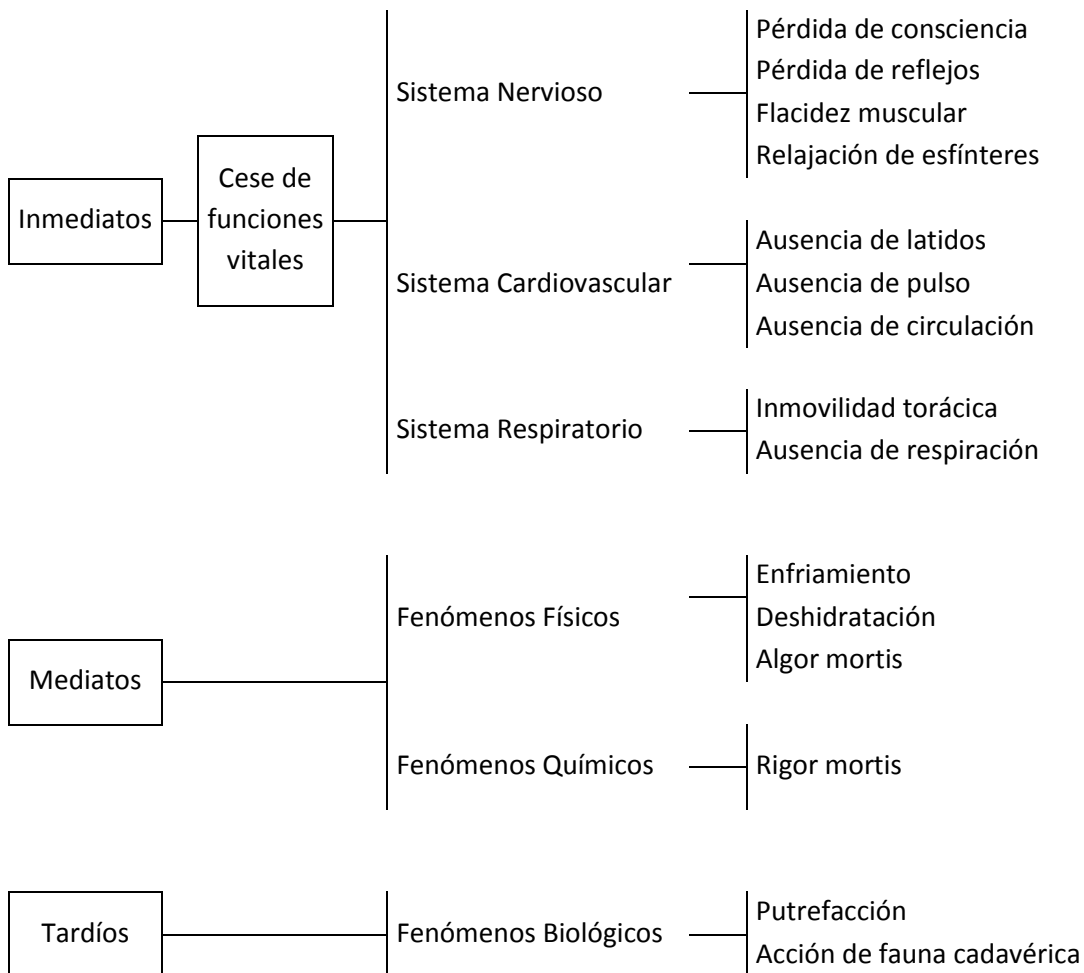 Inmediatos
Cese de
funciones
vitales
Sistema Nervioso
Pérdida de consciencia
Pérdida de reflejos
Flacidez muscular
Relajación de esfínteres
Sistema Cardiovascular
Ausencia de latidos
Ausencia de pulso
Ausencia de circulación
Sistema Respiratorio
Inmovilidad torácica
Ausencia de respiración
Mediatos
Fenómenos Físicos
Enfriamiento
Deshidratación
Algor mortis
Fenómenos Químicos
Rigor mortis
Tardíos
Fenómenos Biológicos
Putrefacción
Acción de fauna cadavérica